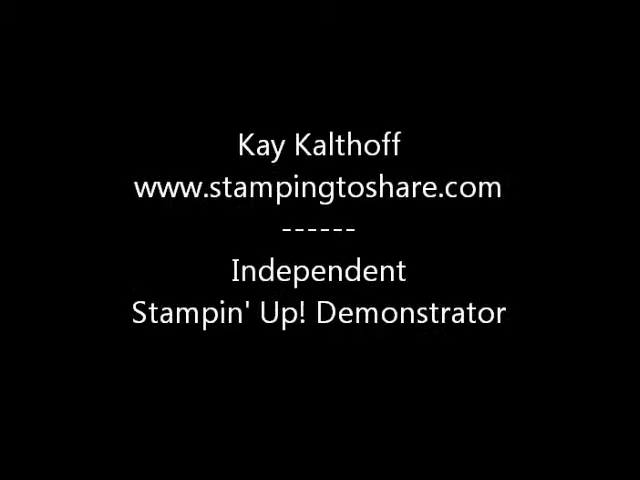 Kay Kalthoff
www.stampingtoshare.com
------
Independent
Stampin' Up! Demonstrator